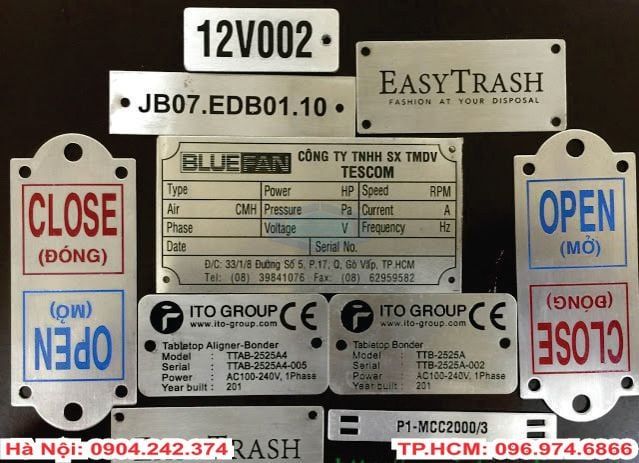 12V002
JB07.EDB01.10
EASYTRASH
FASHION AT YOUR DISPOSAL
CLOSE
(ĐÓNG)
OPEN
(MỞ)
BLUEFAN
CÔNG TY TNHH SX TMDV
TESCOM
Type Power HP Speed RPM
Air CMH Pressure Pa Current A
Phase Voltage V Frequency Hz
Date Serial No.
Đ/C: 33/1/8 Đường Số 5, P.17, Q, Gò Vấp, TP.HCM
Tel: (08) 39841076 Fax: (08) 62959582
OPEN
(MỞ)
CLOSE
(ĐÓNG)
ITO GROUP CE
www.ito-group.com
Tabletop Aligner-Bonder
Model : TTAB-2525A4
Serial : TTAB-2525A4-005
Power : AC100-240V, 1Phase
Year built : 201
ITO GROUP CE
www.ito-group.com
Tabletop Bonder
Model : TTB-2525A
Serial : TTB-2525A-002
Power : AC100-240V, 1Phase
Year built : 201
EASYTRASH
P1-MCC2000/3
Hà Nội: 0904.242.374
TP.HCM: 096.974.6866